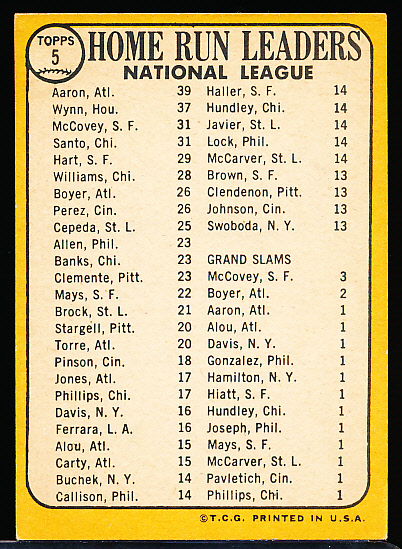 TOPPS
5
HOME RUN LEADERS
NATIONAL LEAGUE
Aaron, Atl. 39
Wynn, Hou. 37
McCovey, S. F. 31
Santo, Chi. 31
Hart, S. F. 29
Williams, Chi. 28
Boyer, Atl. 26
Perez, Cin. 26
Cepeda, St. L. 25
Allen, Phil. 23
Banks, Chi. 23
Clemente, Pitt. 23
Mays, S. F. 22
Brock, St. L. 21
Stargell, Pitt. 20
Torre, Atl. 20
Pinson, Cin. 18
Jones, Atl. 17
Phillips, Chi. 17
Davis, N. Y. 16
Ferrara, L. A. 16
Alou, Atl. 15
Carty, Atl. 15
Buchek, N. Y. 14
Callison, Phil. 14
Haller, S. F. 14
Hundley, Chi. 14
Javier, St. L. 14
Lock, Phil. 14
McCarver, St. L. 14
Brown, S. F. 13
Clendenon, Pitt. 13
Johnson, Cin. 13
Swoboda, N. Y. 13
GRAND SLAMS
McCovey, S. F. 3
Boyer, Atl. 2
Aaron, Atl. 1
Alou, Atl. 1
Davis, N. Y. 1
Gonzalez, Phil. 1
Hamilton, N. Y. 1
Hiatt, S. F. 1
Hundley, Chi. 1
Joseph, Phil. 1
Mays, S. F. 1
McCarver, St. L. 1
Pavletich, Cin. 1
Phillips, Chi. 1
© T.C.G. PRINTED IN U.S.A.